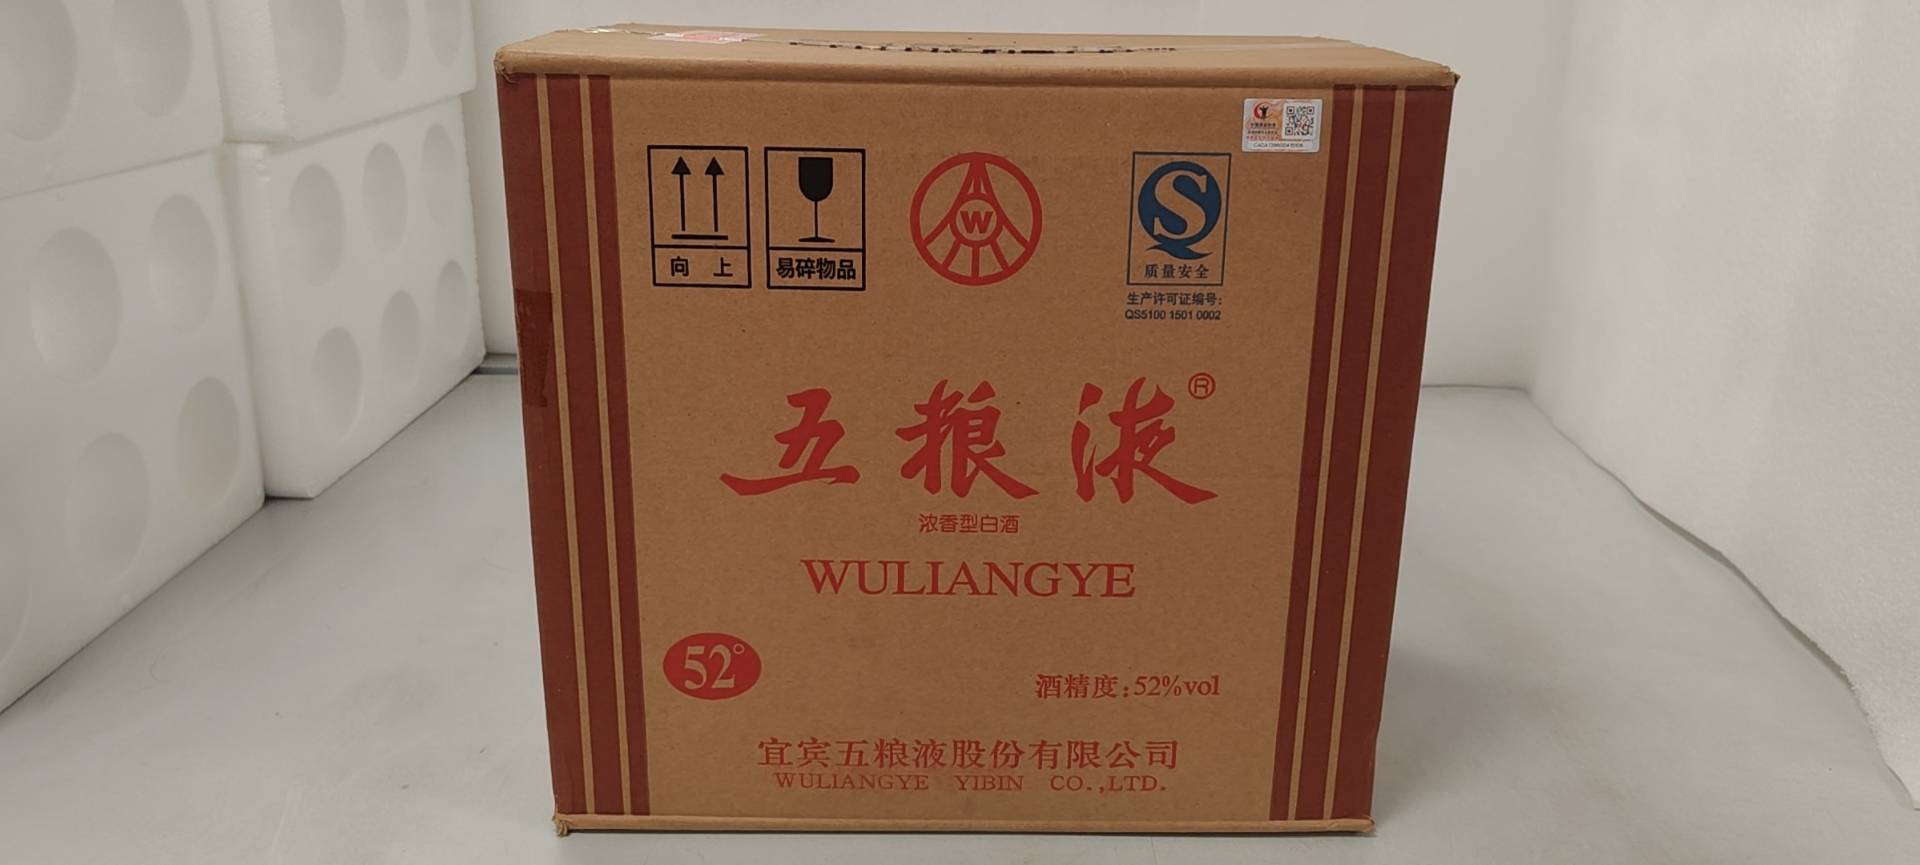 向 上
易碎物品
W
质量安全
生产许可证编号:
QS5100 1501 0002
五粮液®
浓香型白酒
WULIANGYE
52°
酒精度:52%vol
宜宾五粮液股份有限公司
WULIANGYE YIBIN CO.,LTD.